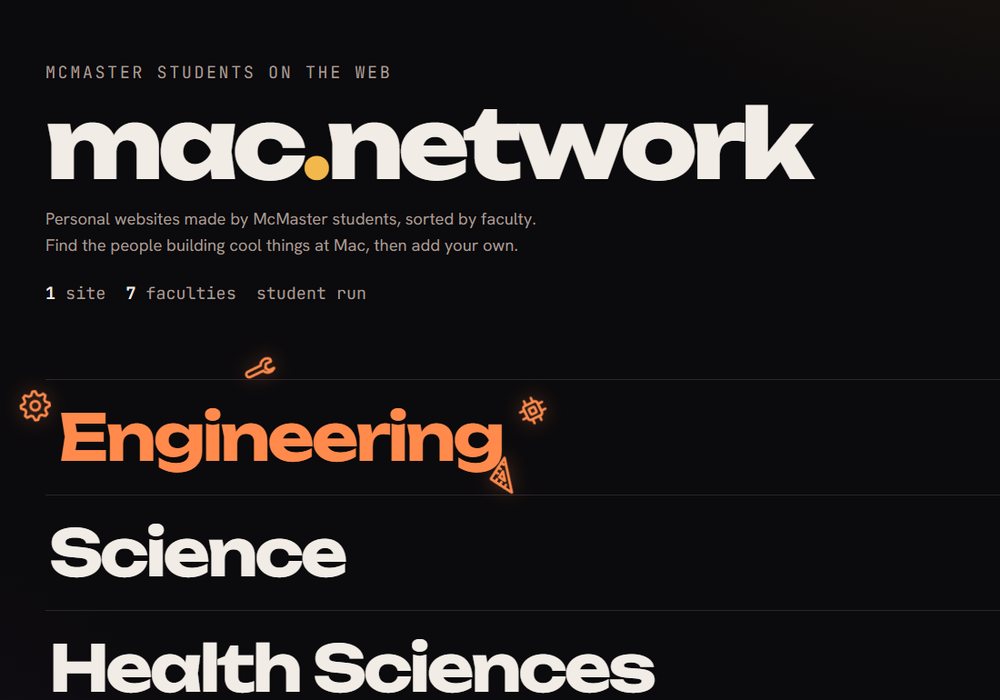 MCMASTER STUDENTS ON THE WEB
mac.network
Personal websites made by McMaster students, sorted by faculty.
Find the people building cool things at Mac, then add your own.
1 site 7 faculties student run
Engineering
Science
Health Sciences